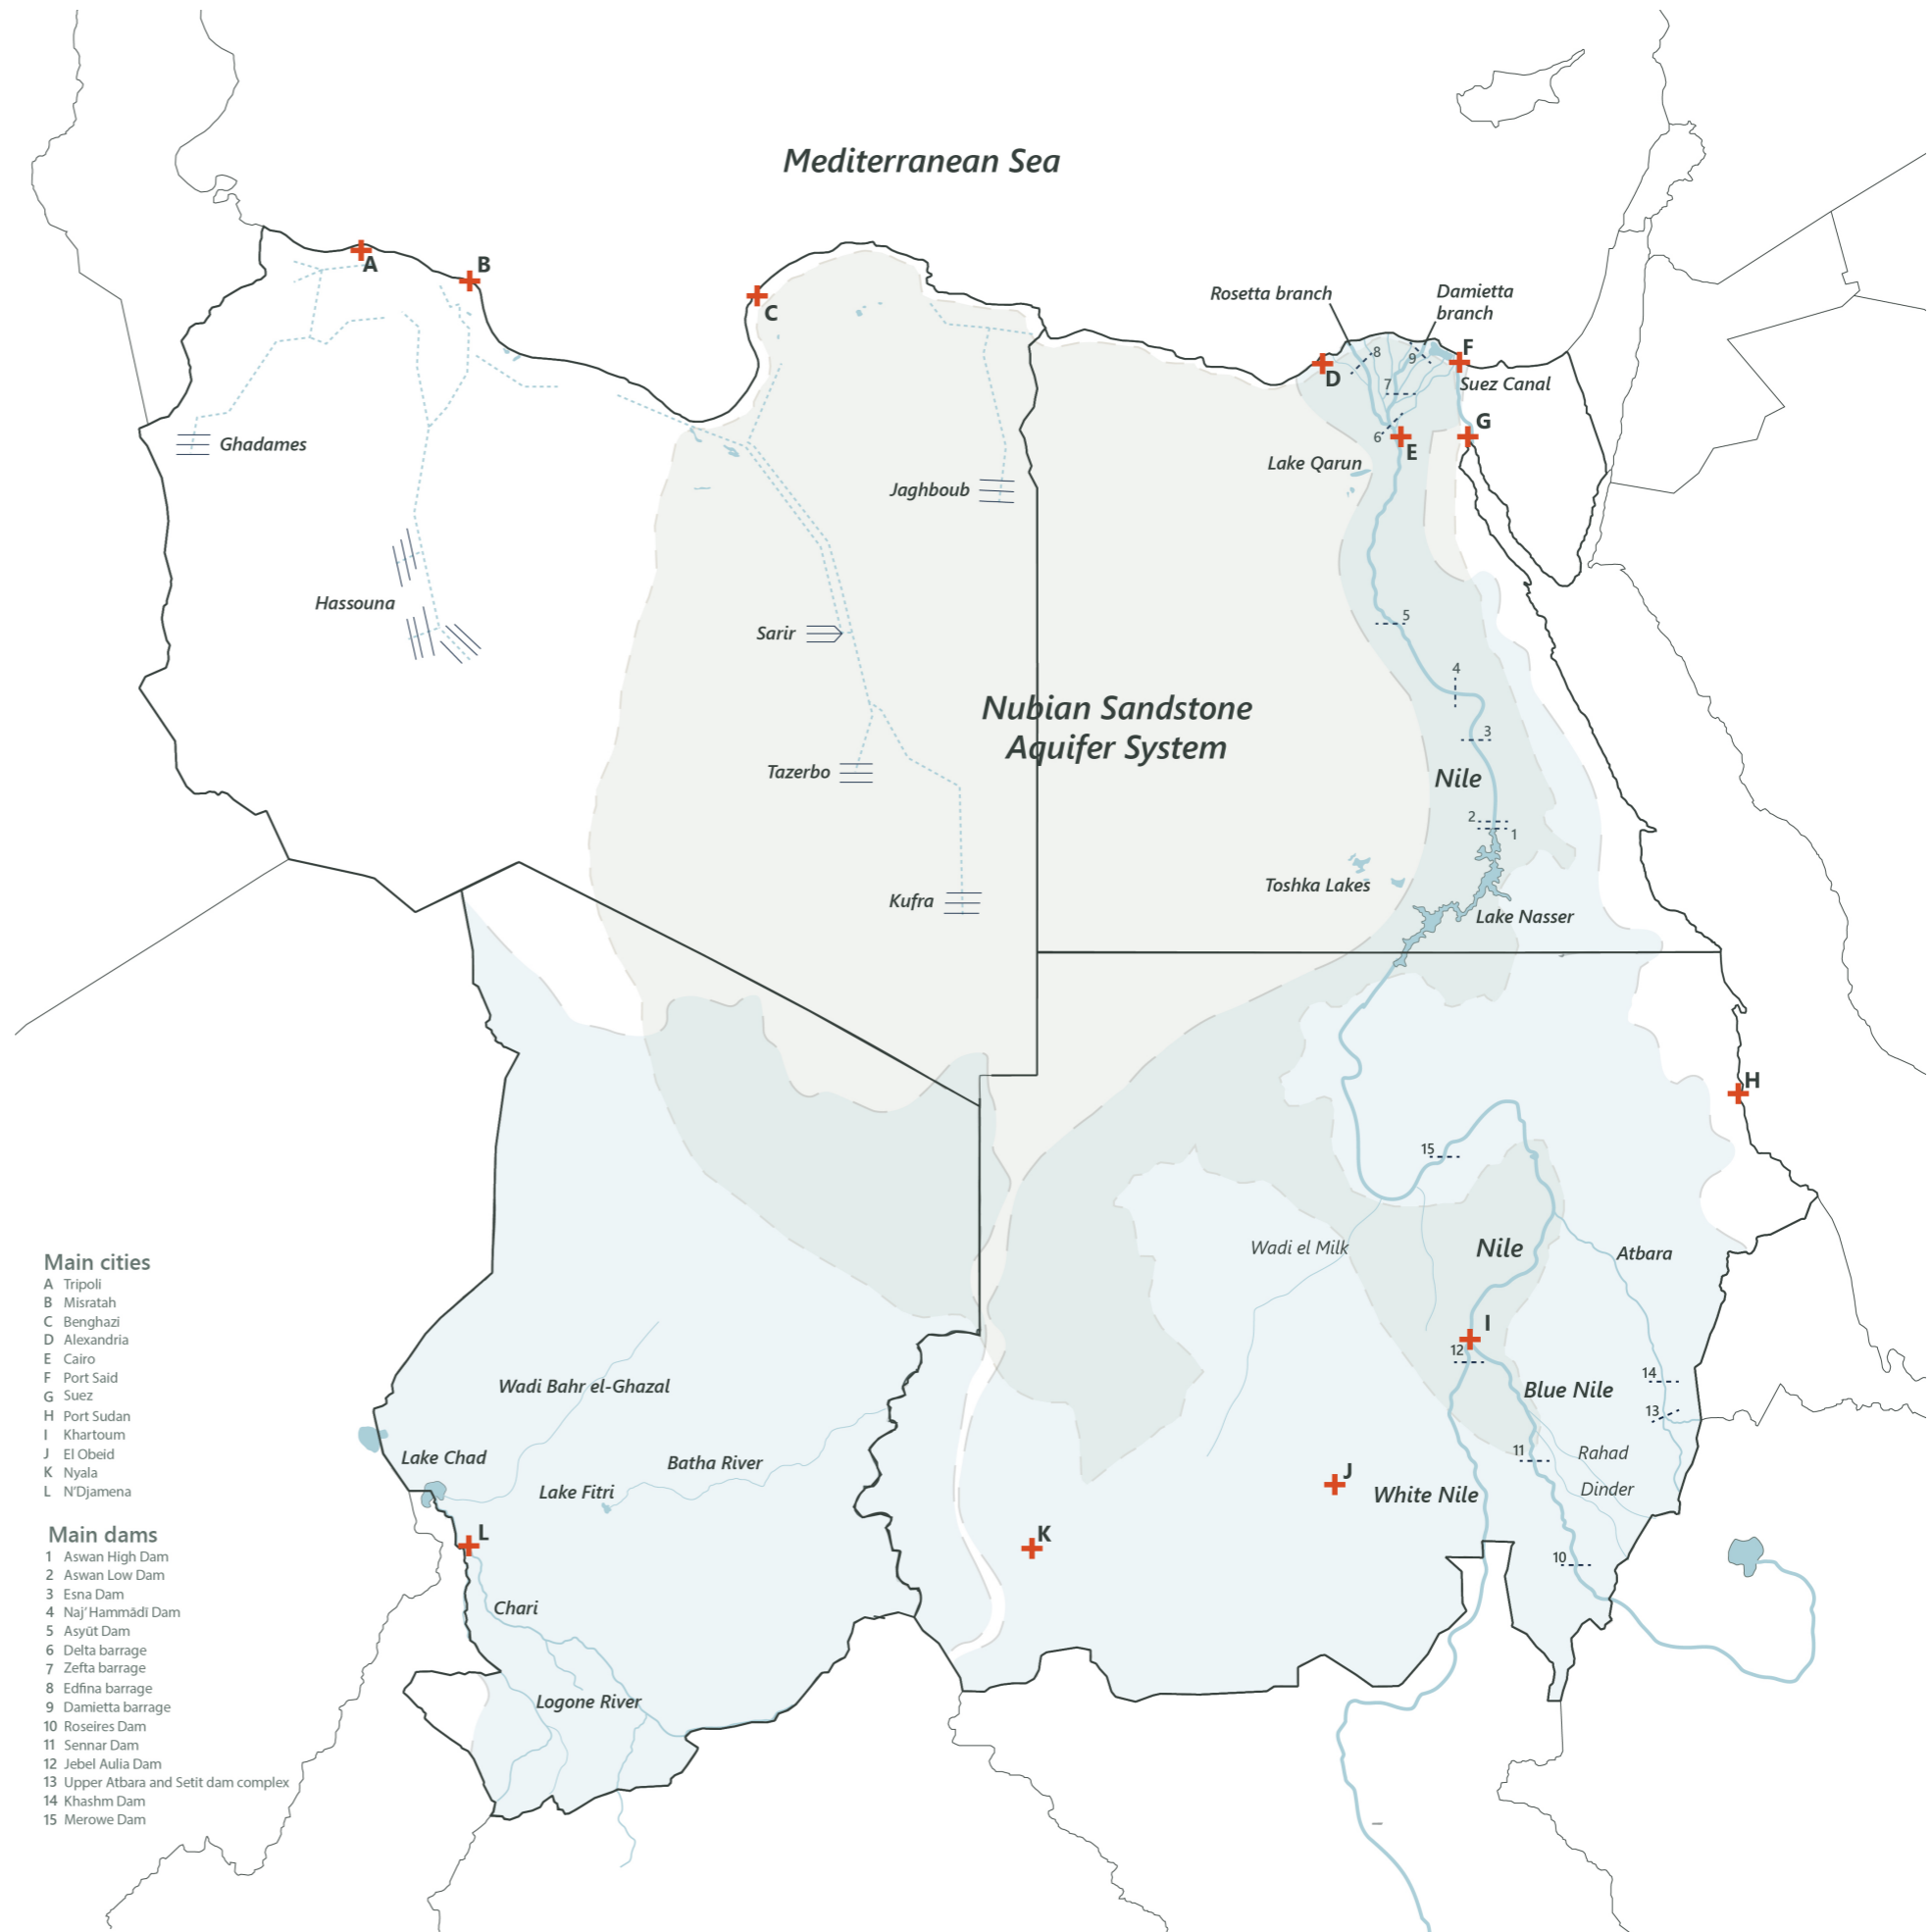 Mediterranean Sea
A
B
C
Rosetta branch
Damietta
branch
8
9
F
D
7
Suez Canal
6
E
G
Ghadames
Lake Qarun
Jaghboub
Hassouna
5
Sarir
4
Nubian Sandstone
Aquifer System
3
Tazerbo
Nile
2
1
Toshka Lakes
Kufra
Lake Nasser
H
15
Wadi el Milk
Nile
Atbara
I
12
14
Wadi Bahr el-Ghazal
Blue Nile
13
Lake Chad
Batha River
11
Rahad
J
Lake Fitri
White Nile
Dinder
L
K
10
Chari
Logone River
Main cities
A Tripoli
B Misratah
C Benghazi
D Alexandria
E Cairo
F Port Said
G Suez
H Port Sudan
I Khartoum
J El Obeid
K Nyala
L N'Djamena
Main dams
1 Aswan High Dam
2 Aswan Low Dam
3 Esna Dam
4 Naj' Hammâdî Dam
5 Asyût Dam
6 Delta barrage
7 Zefta barrage
8 Edfina barrage
9 Damietta barrage
10 Roseires Dam
11 Sennar Dam
12 Jebel Aulia Dam
13 Upper Atbara and Setit dam complex
14 Khashm Dam
15 Merowe Dam